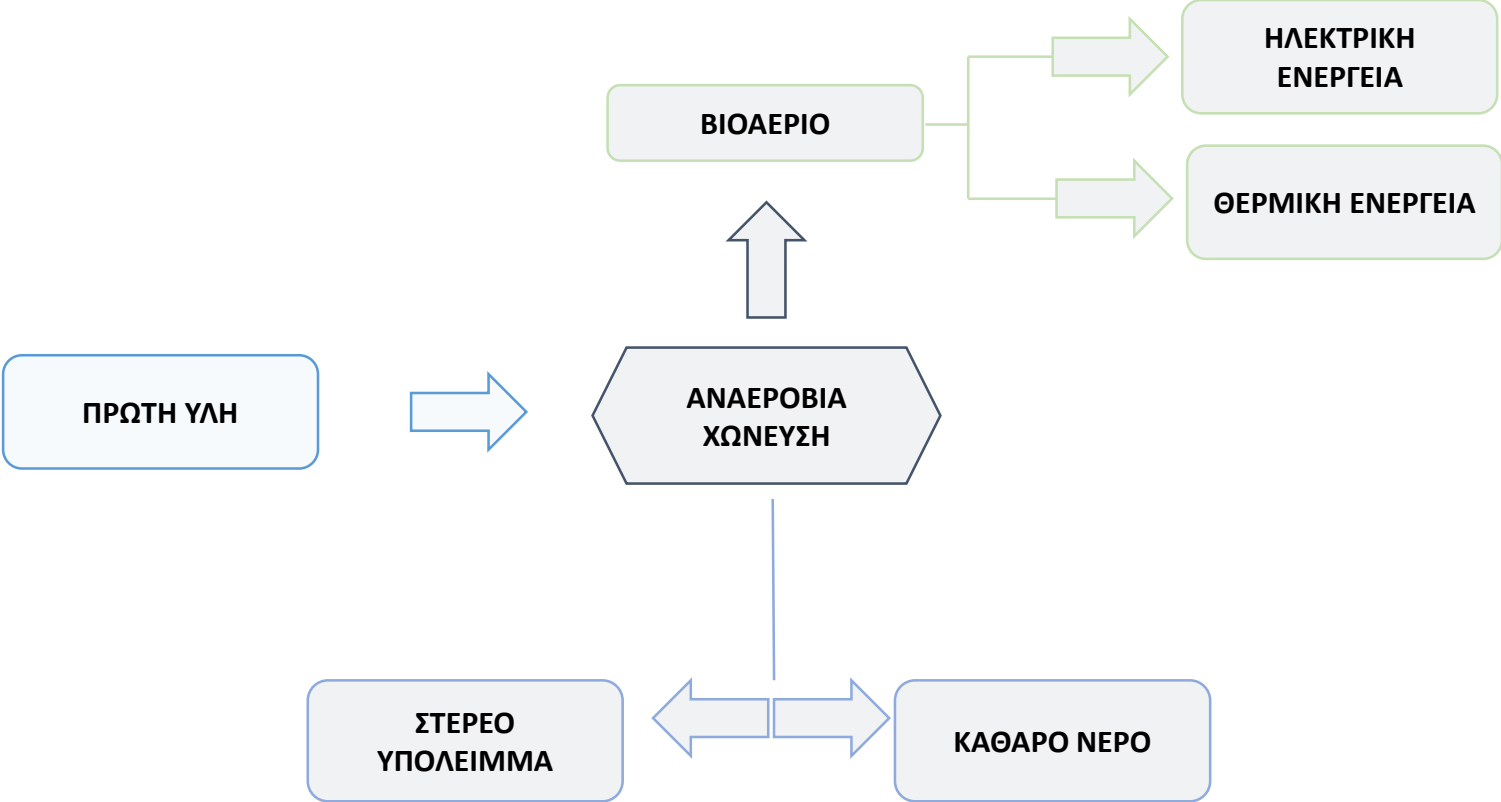 ΗΛΕΚΤΡΙΚΗ
ΕΝΕΡΓΕΙΑ
ΒΙΟΑΕΡΙΟ
ΘΕΡΜΙΚΗ ΕΝΕΡΓΕΙΑ
ΠΡΩΤΗ ΥΛΗ
ΑΝΑΕΡΟΒΙΑ
ΧΩΝΕΥΣΗ
ΣΤΕΡΕΟ
ΥΠΟΛΕΙΜΜΑ
ΚΑΘΑΡΟ ΝΕΡΟ